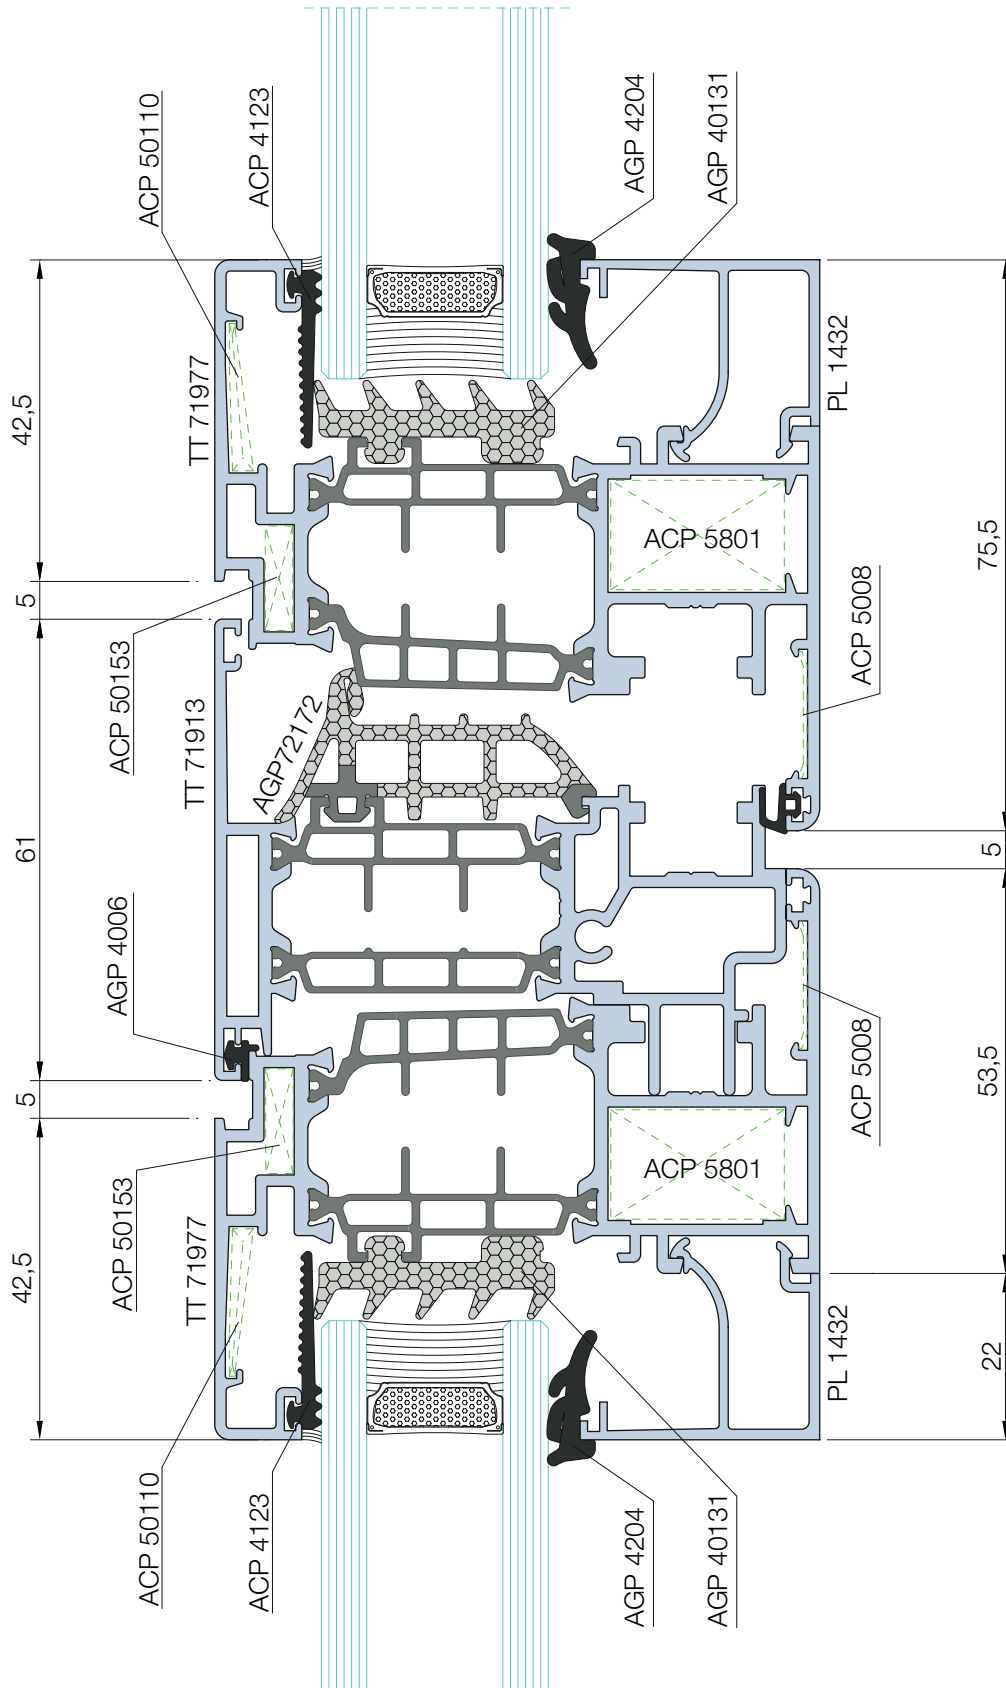 ACP 50110
ACP 4123
AGP 4204
AGP 40131
42,5
TT 71977
PL 1432
75,5
ACP 5801
5
ACP 50153
ACP 5008
TT 71913
AGP72172
61
5
AGP 4006
ACP 5008
53,5
5
ACP 50153
ACP 5801
TT 71977
42,5
PL 1432
22
ACP 50110
ACP 4123
AGP 4204
AGP 40131